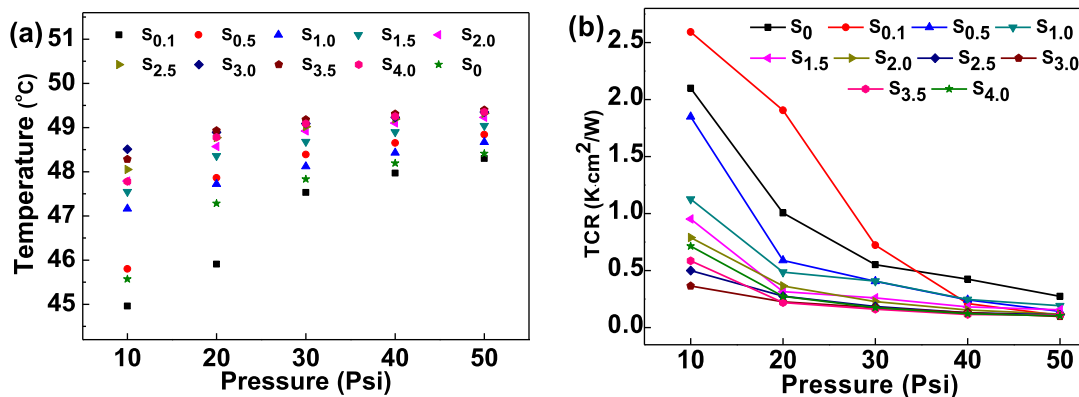 (a)
S0.1 S0.5 S1.0 S1.5 S2.0
S2.5 S3.0 S3.5 S4.0 S0
51
50
49
48
47
46
45
10 20 30 40 50
Temperature (°C)
Pressure (Psi)
(b)
S0 S0.1 S0.5 S1.0
S1.5 S2.0 S2.5 S3.0
S3.5 S4.0
2.5
2.0
1.5
1.0
0.5
0.0
10 20 30 40 50
TCR (K·cm²/W)
Pressure (Psi)